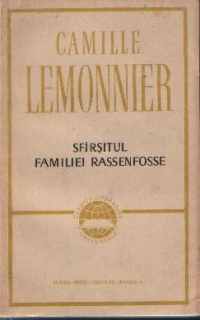 CAMILLE
LEMONNIER
SFÎRȘITUL
FAMILIEI RASSENFOSSE